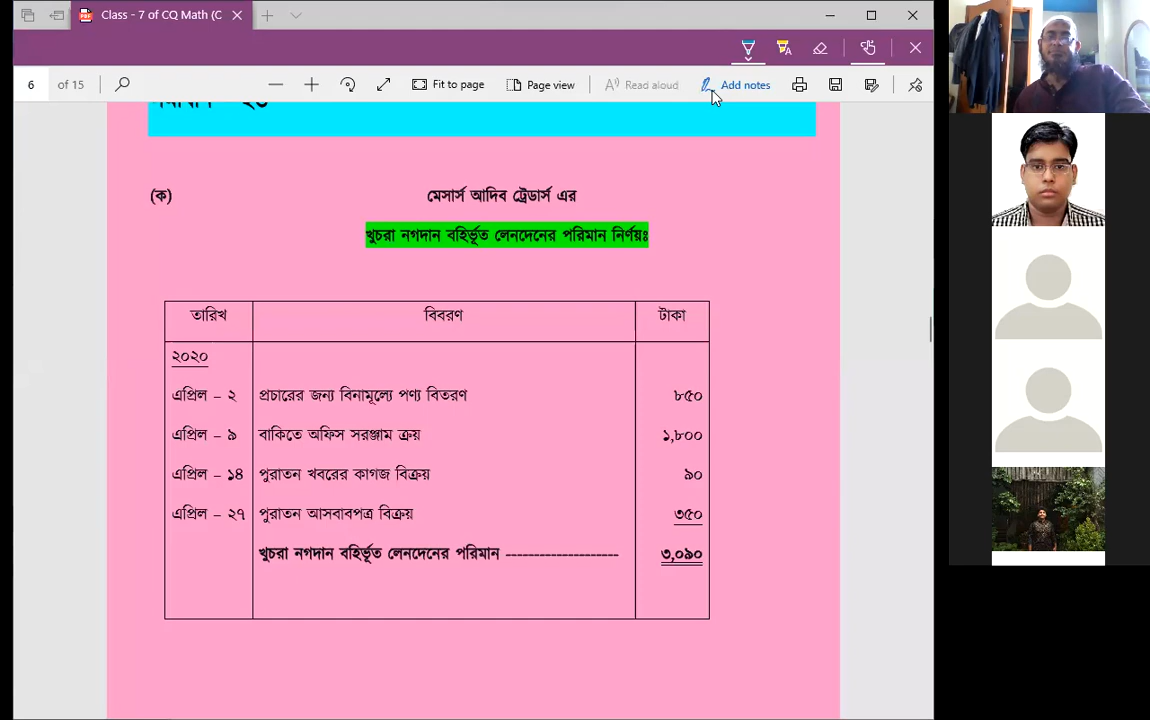 Class - 7 of CQ Math (C
6 of 15 Fit to page Page view Read aloud Add notes
(ক) মেসার্স আদিব ট্রেডার্স এর
খুচরা নগদান বহির্ভূত লেনদেনের পরিমান নির্ণয়ঃ
তারিখ বিবরণ টাকা
২০২০
এপ্রিল – ২ প্রচারের জন্য বিনামূল্যে পণ্য বিতরণ ৮৫০
এপ্রিল – ৯ বাকিতে অফিস সরঞ্জাম ক্রয় ১,৮০০
এপ্রিল – ১৪ পুরাতন খবরের কাগজ বিক্রয় ৯০
এপ্রিল – ২৭ পুরাতন আসবাবপত্র বিক্রয় ৩৫০
খুচরা নগদান বহির্ভূত লেনদেনের পরিমান -------------------- ৩,০৯০